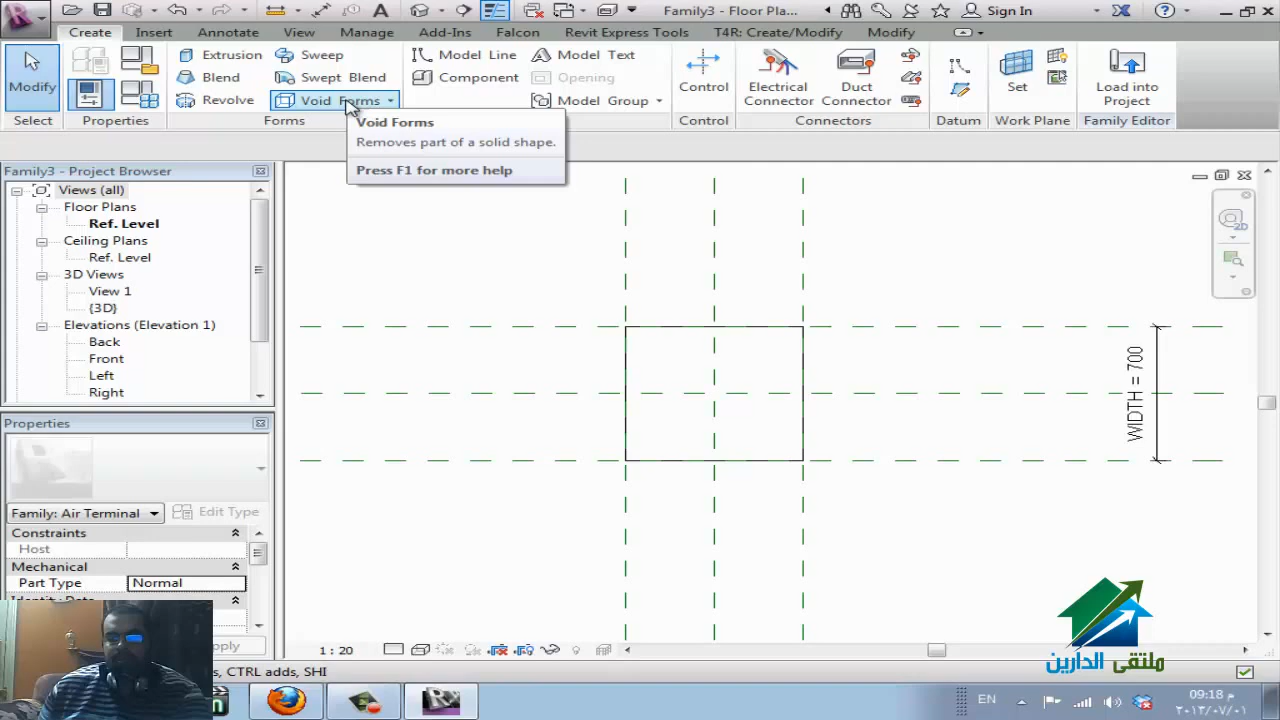 Family3 - Floor Pla...
Sign In
Create
Insert
Annotate
View
Manage
Add-Ins
Falcon
Revit Express Tools
T4R: Create/Modify
Modify
Modify
Select
Properties
Extrusion
Blend
Revolve
Sweep
Swept Blend
Void Forms
Forms
Model Line
Component
Model Text
Opening
Model Group
Control
Control
Electrical
Connector
Duct
Connector
Connectors
Datum
Set
Work Plane
Load into
Project
Family Editor
Void Forms
Removes part of a solid shape.
Press F1 for more help
Family3 - Project Browser
Views (all)
Floor Plans
Ref. Level
Ceiling Plans
Ref. Level
3D Views
View 1
{3D}
Elevations (Elevation 1)
Back
Front
Left
Right
Properties
Family: Air Terminal
Edit Type
Constraints
Host
Mechanical
Part Type
Normal
WIDTH = 700
2D
1 : 20
, CTRL adds, SHI
ملتقى الدارين
EN
09:18 م
٢٠١٣/٠٧/٠١